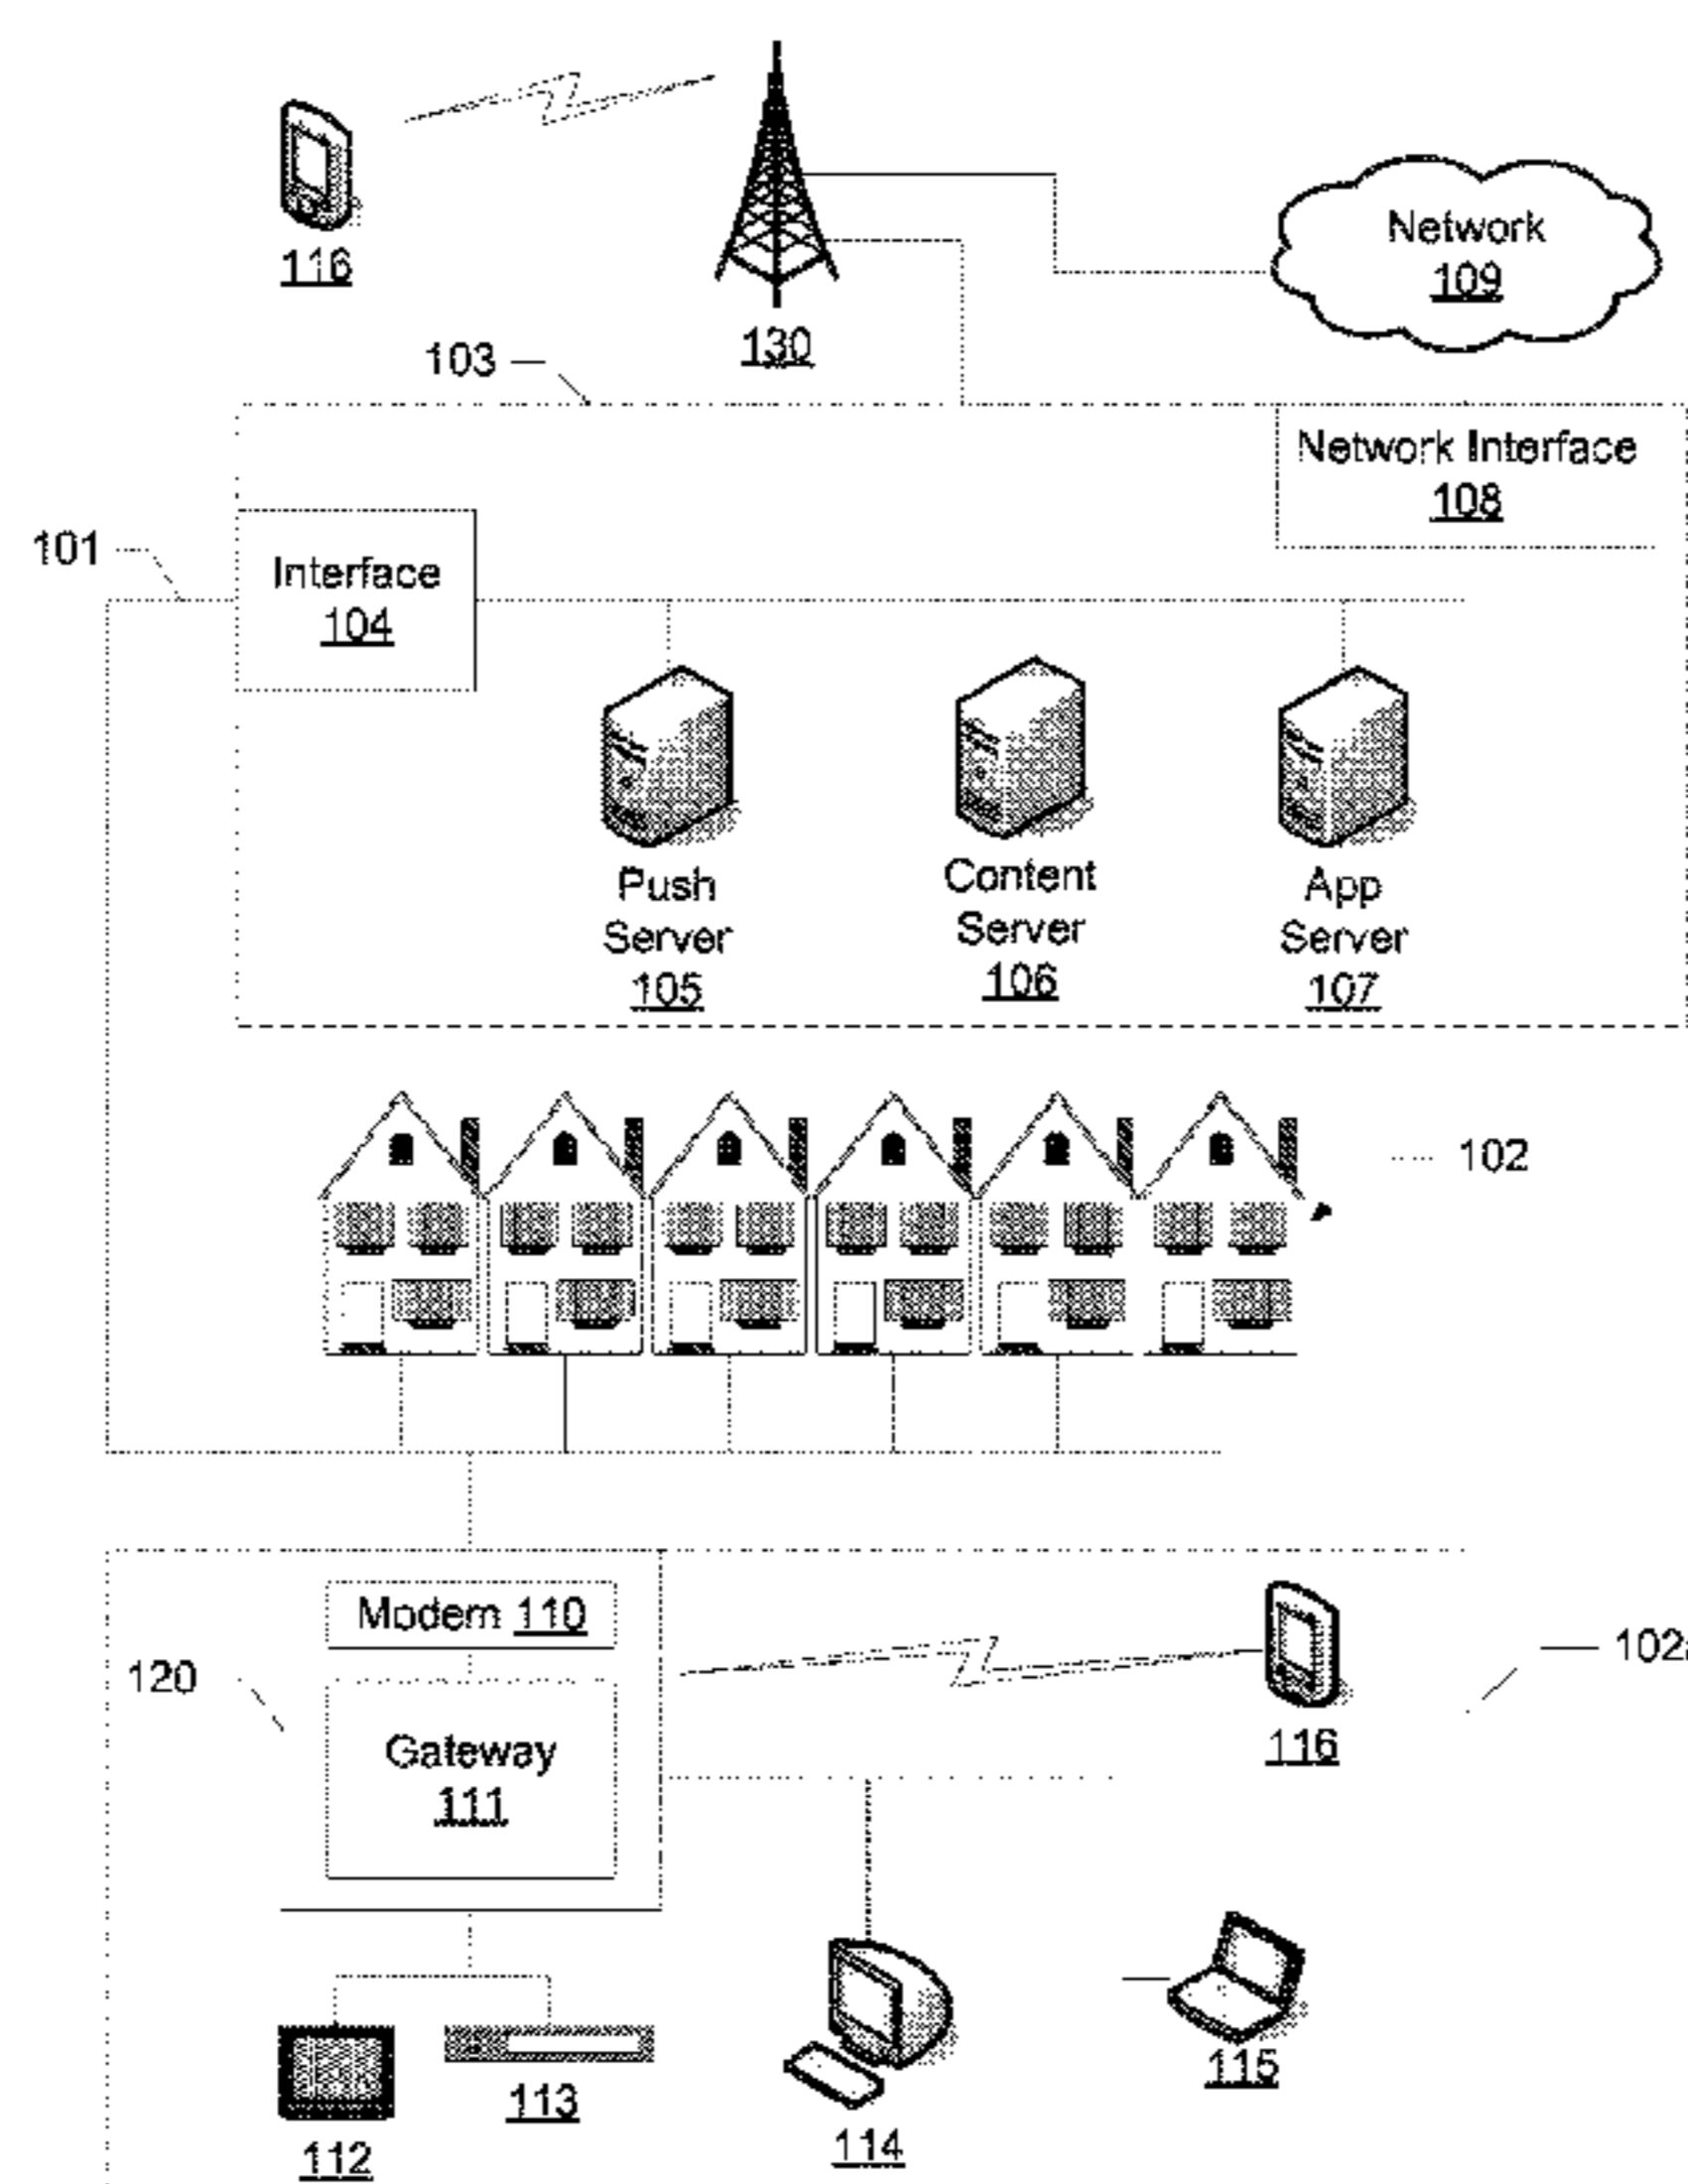 116
130
Network
109
103
Network Interface
108
101
Interface
104
Push
Server
105
Content
Server
106
App
Server
107
102
Modem 110
120
Gateway
111
116
102a
112
113
114
115